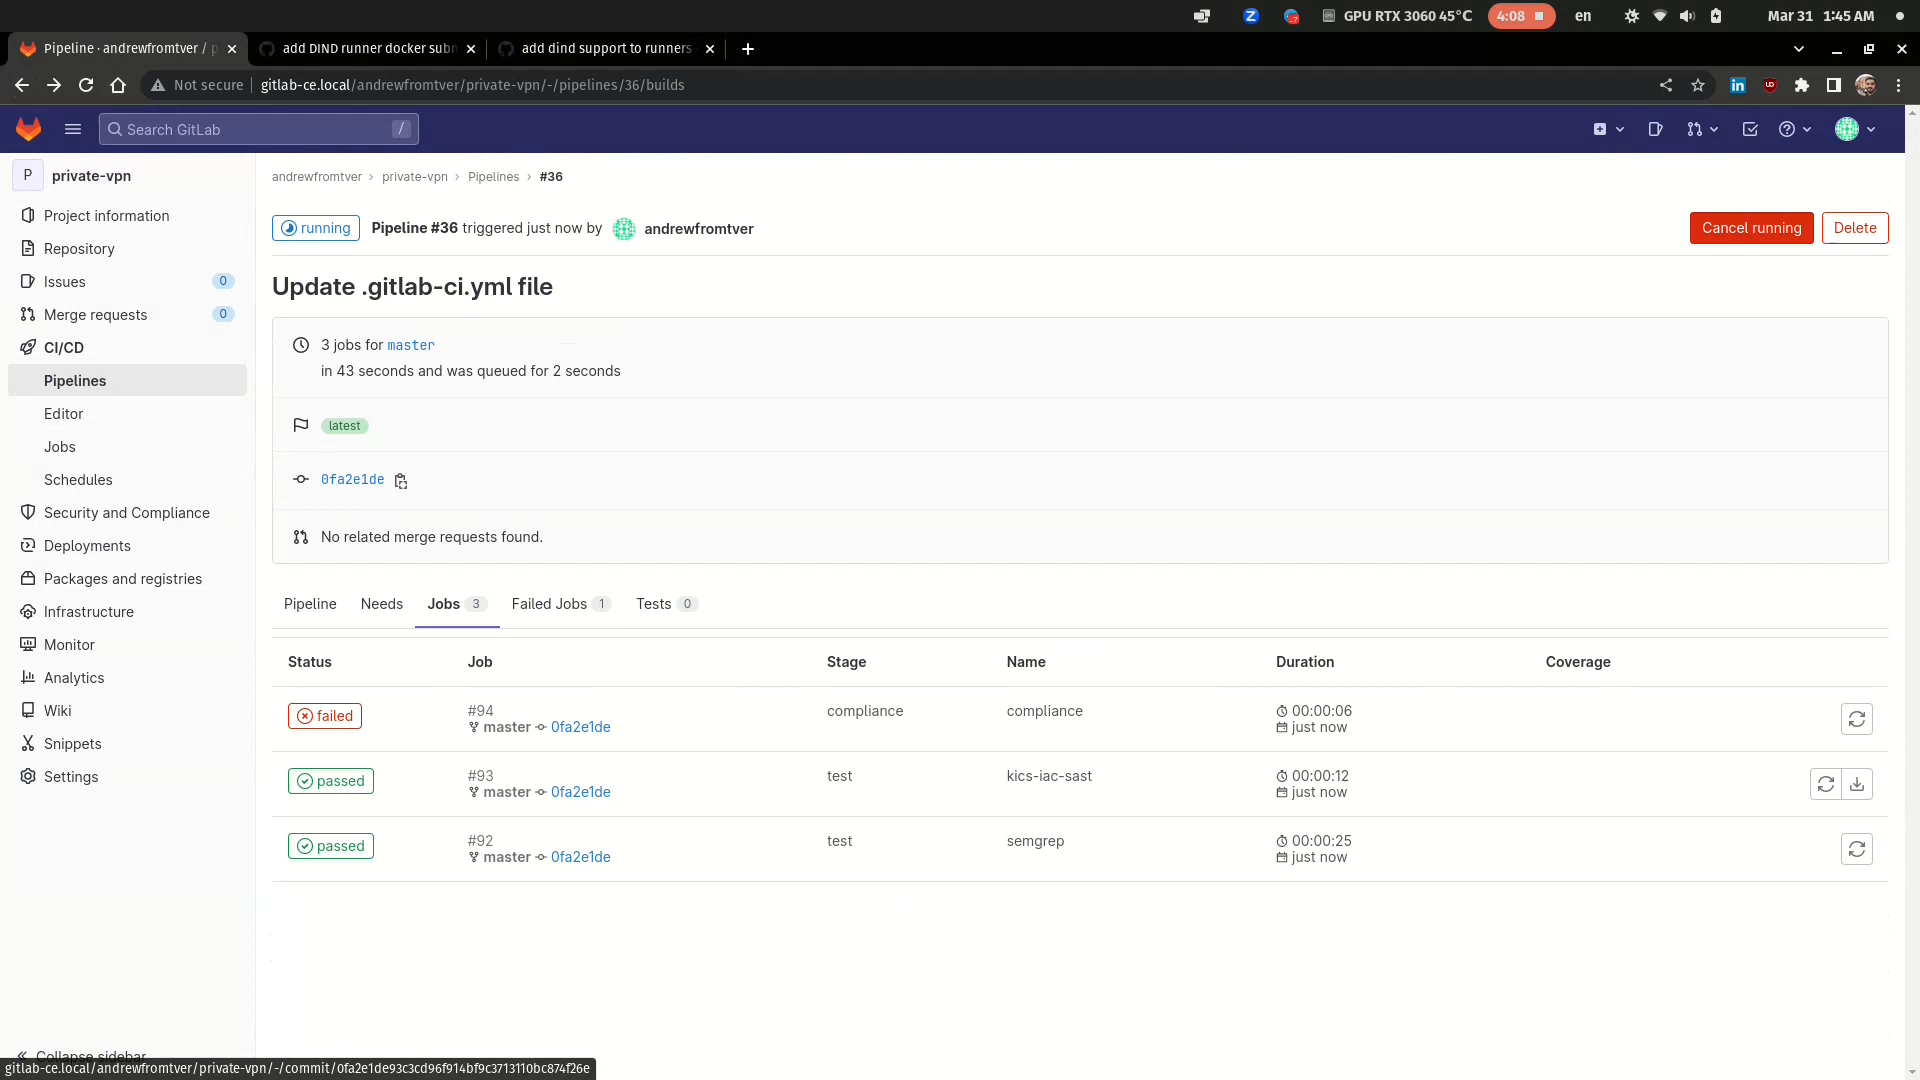 GPU RTX 3060 45°C
4:08
en
Mar 31 1:45 AM
Pipeline · andrewfromtver / p
add DIND runner docker subm
add dind support to runners
Not secure
gitlab-ce.local/andrewfromtver/private-vpn/-/pipelines/36/builds
Search GitLab
/
P
private-vpn
Project information
Repository
Issues 0
Merge requests 0
CI/CD
Pipelines
Editor
Jobs
Schedules
Security and Compliance
Deployments
Packages and registries
Infrastructure
Monitor
Analytics
Wiki
Snippets
Settings
Collapse sidebar
andrewfromtver › private-vpn › Pipelines › #36
running
Pipeline #36 triggered just now by andrewfromtver
Cancel running
Delete
Update .gitlab-ci.yml file
3 jobs for master
in 43 seconds and was queued for 2 seconds
latest
0fa2e1de
No related merge requests found.
Pipeline
Needs
Jobs 3
Failed Jobs 1
Tests 0
Status Job Stage Name Duration Coverage
failed #94 compliance compliance 00:00:06
master 0fa2e1de just now
passed #93 test kics-iac-sast 00:00:12
master 0fa2e1de just now
passed #92 test semgrep 00:00:25
master 0fa2e1de just now
gitlab-ce.local/andrewfromtver/private-vpn/-/commit/0fa2e1de93c3cd96f914bf9c3713110bc874f26e